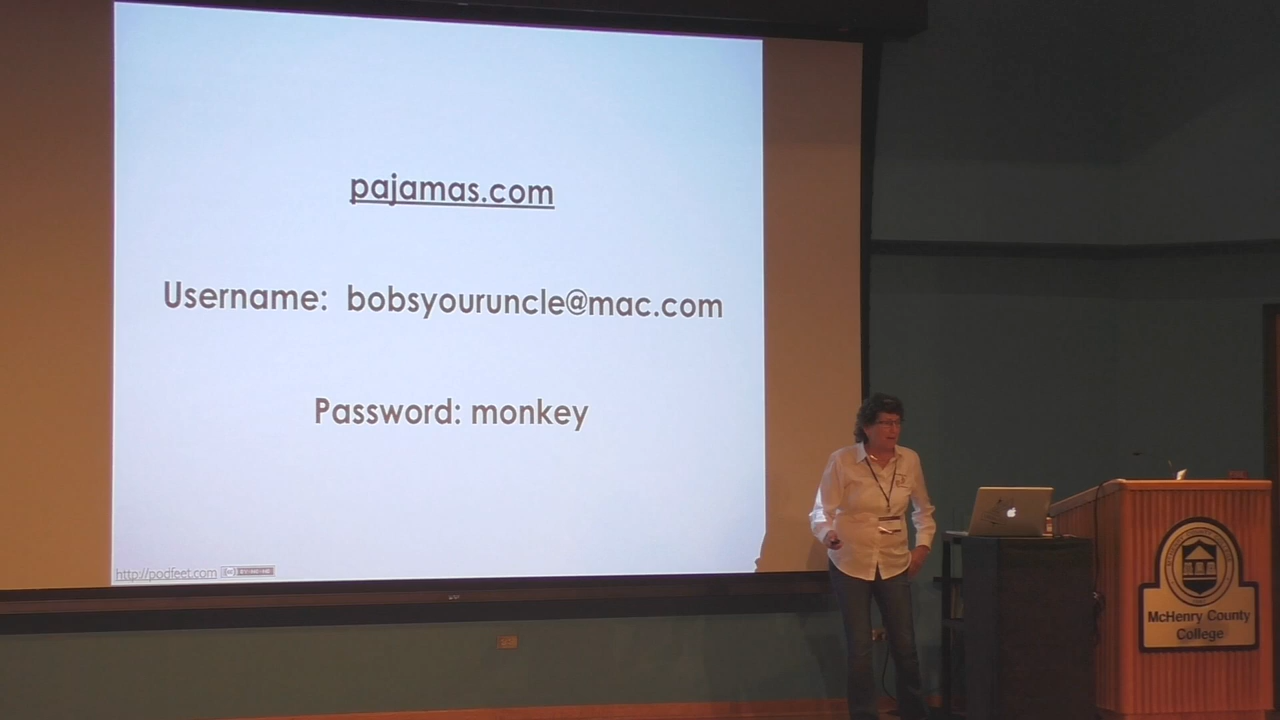 pajamas.com
Username: bobsyouruncle@mac.com
Password: monkey
http://podfeet.com
McHenry County
College